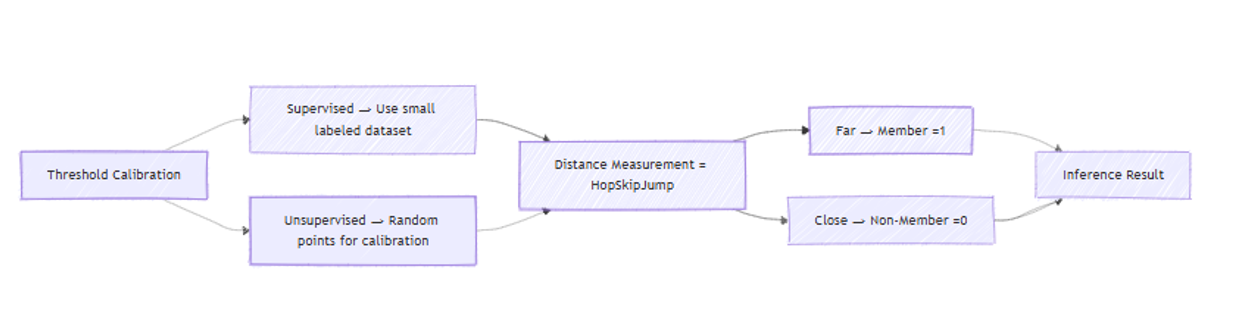 Threshold Calibration
Supervised → Use small
labeled dataset
Unsupervised → Random
points for calibration
Distance Measurement =
HopSkipJump
Far → Member =1
Close → Non-Member =0
Inference Result